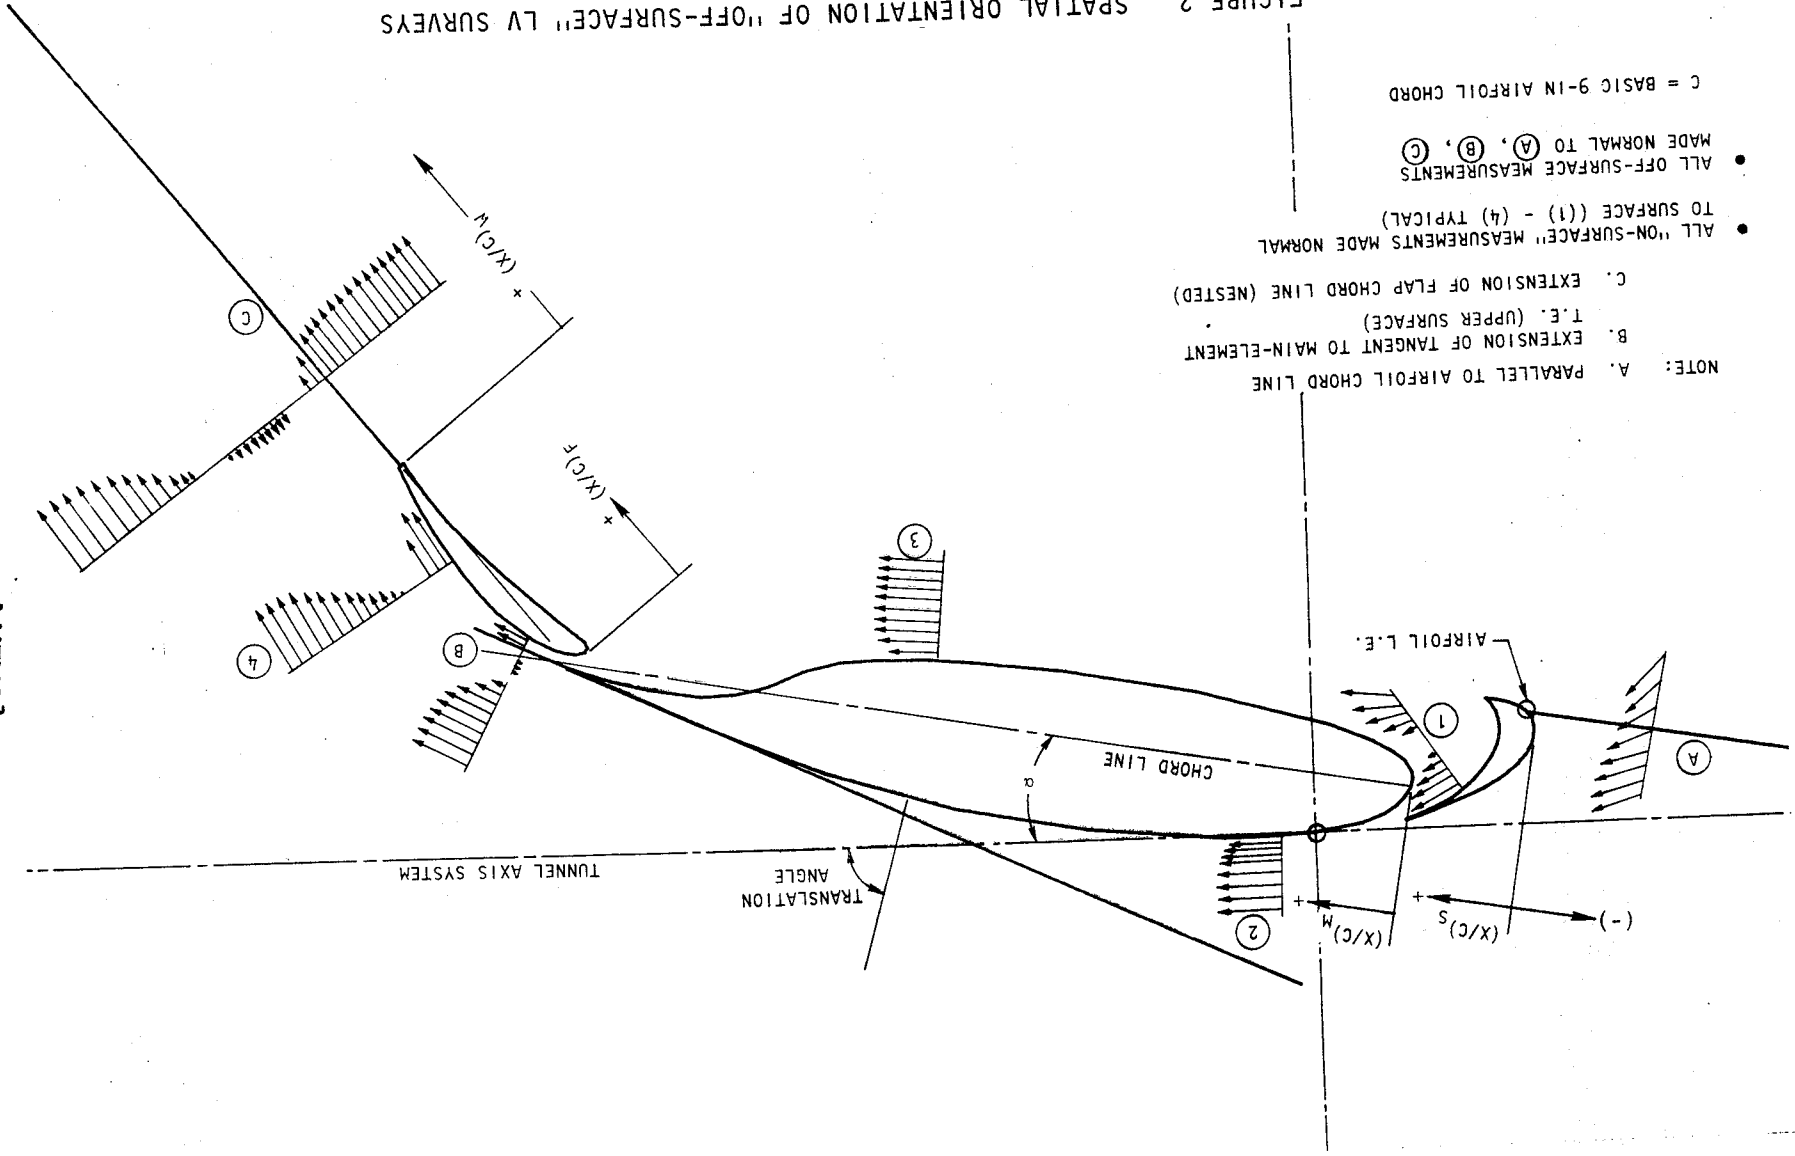 (-)
(X/C)S
+
(X/C)M
+
2
TRANSLATION
ANGLE
TUNNEL AXIS SYSTEM
A
α
CHORD LINE
1
AIRFOIL L.E.
B
4
3
+ (X/C)F
NOTE: A. PARALLEL TO AIRFOIL CHORD LINE
B. EXTENSION OF TANGENT TO MAIN-ELEMENT
T.E. (UPPER SURFACE)
C. EXTENSION OF FLAP CHORD LINE (NESTED)
C
+ (X/C)W
• ALL "ON-SURFACE" MEASUREMENTS MADE NORMAL
TO SURFACE ((1) - (4) TYPICAL)
• ALL OFF-SURFACE MEASUREMENTS
MADE NORMAL TO A, B, C
C = BASIC 9-IN AIRFOIL CHORD
FIGURE 2 SPATIAL ORIENTATION OF "OFF-SURFACE" LV SURVEYS